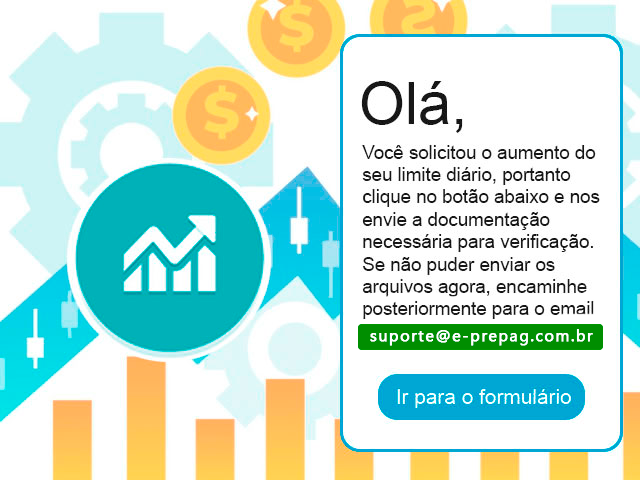 Olá,
Você solicitou o aumento do
seu limite diário, portanto
clique no botão abaixo e nos
envie a documentação
necessária para verificação.
Se não puder enviar os
arquivos agora, encaminhe
posteriormente para o email
suporte@e-prepag.com.br
Ir para o formulário
$
$
$